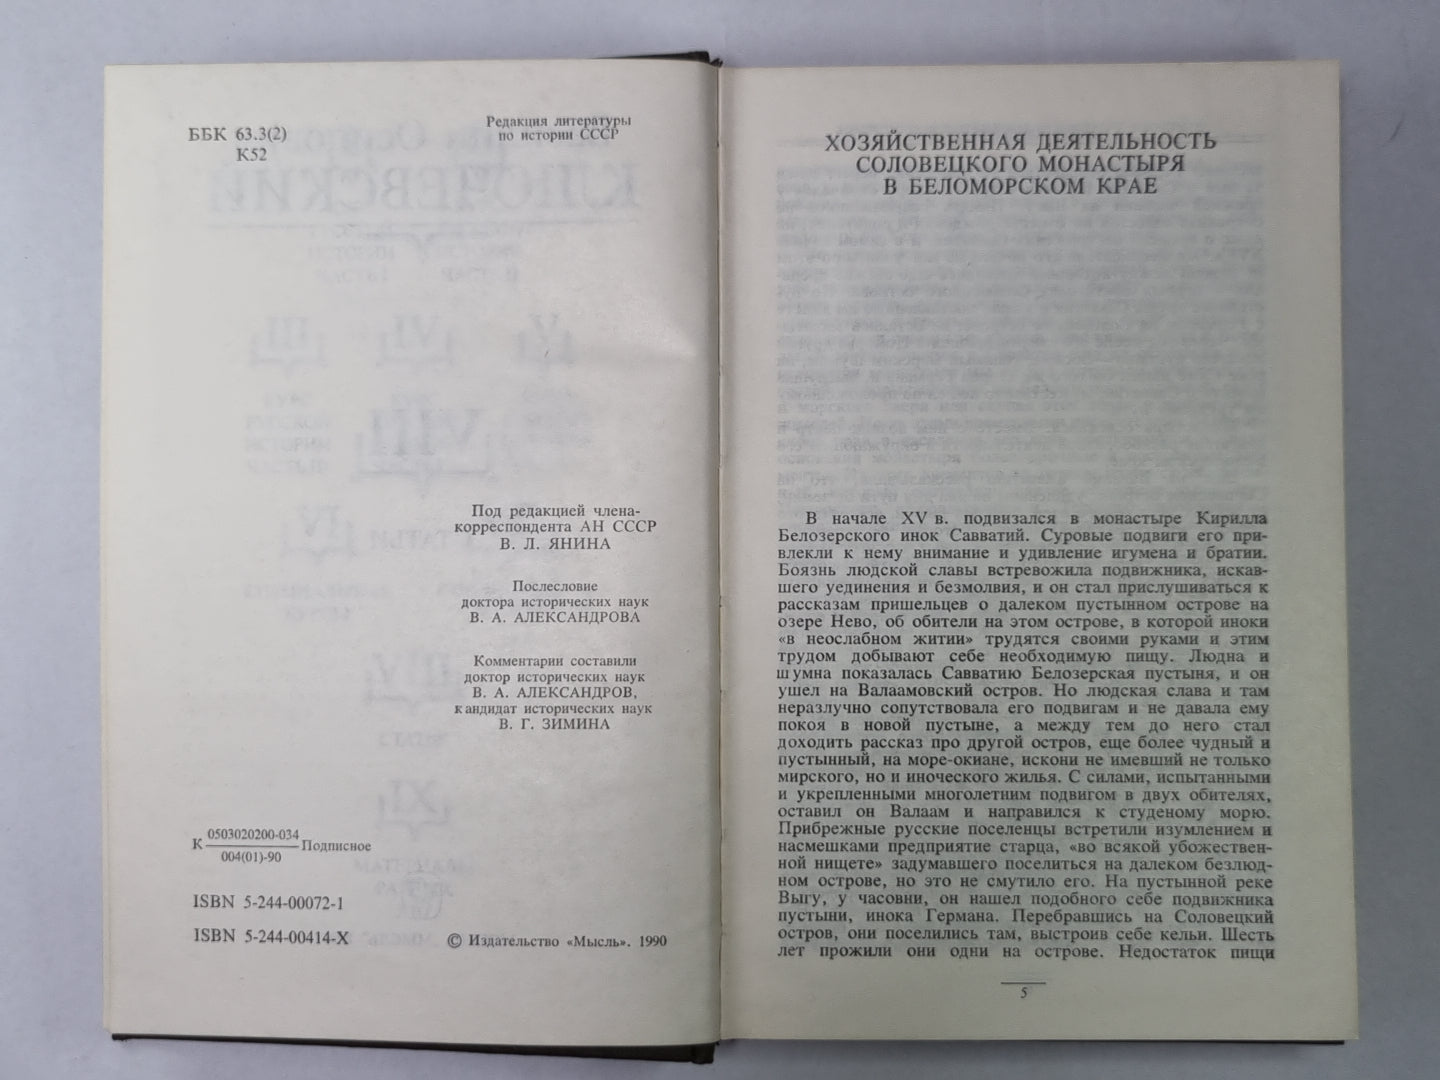 ББК 63.3(2)
К52
Редакция литературы
по истории СССР
Под редакцией члена-
корреспондента АН СССР
В. Л. ЯНИНА
Послесловие
доктора исторических наук
В. А. АЛЕКСАНДРОВА
Комментарии составили
доктор исторических наук
В. А. АЛЕКСАНДРОВ,
кандидат исторических наук
В. Г. ЗИМИНА
К 0503020200-034 Подписное
004(01)-90
ISBN 5-244-00072-1
ISBN 5-244-00414-X
© Издательство «Мысль». 1990
ХОЗЯЙСТВЕННАЯ ДЕЯТЕЛЬНОСТЬ
СОЛОВЕЦКОГО МОНАСТЫРЯ
В БЕЛОМОРСКОМ КРАЕ
В начале XV в. подвизался в монастыре Кирилла
Белозерского инок Савватий. Суровые подвиги его при-
влекли к нему внимание и удивление игумена и братии.
Боязнь людской славы встревожила подвижника, искав-
шего уединения и безмолвия, и он стал прислушиваться к
рассказам пришельцев о далеком пустынном острове на
озере Нево, об обители на этом острове, в которой иноки
«в неослабном житии» трудятся своими руками и этим
трудом добывают себе необходимую пищу. Людна и
шумна показалась Савватию Белозерская пустыня, и он
ушел на Валаамовский остров. Но людская слава и там
неразлучно сопутствовала его подвигам и не давала ему
покоя в новой пустыне, а между тем до него стал
доходить рассказ про другой остров, еще более чудный и
пустынный, на море-окиане, искони не имевший не только
мирского, но и иноческого жилья. С силами, испытанными
и укрепленными многолетним подвигом в двух обителях,
оставил он Валаам и направился к студеному морю.
Прибрежные русские поселенцы встретили изумлением и
насмешками предприятие старца, «во всякой убожествен-
ной нищете» задумавшего поселиться на далеком безлюд-
ном острове, но это не смутило его. На пустынной реке
Выгу, у часовни, он нашел подобного себе подвижника
пустыни, инока Германа. Перебравшись на Соловецкий
остров, они поселились там, выстроив себе кельи. Шесть
лет прожили они одни на острове. Недостаток пищи
5